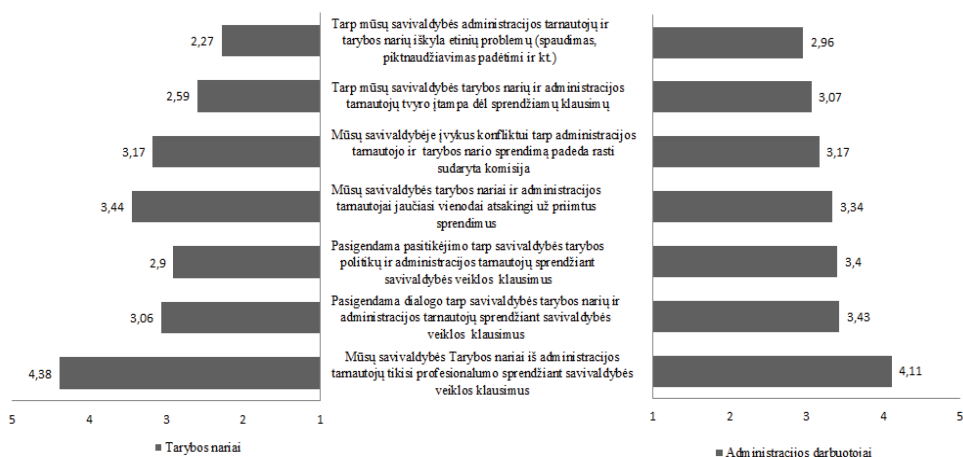 Tarp mūsų savivaldybės administracijos tarnautojų ir
tarybos narių iškyla etinių problemų (spaudimas,
piktnaudžiavimas padėtimi ir kt.)
2,27
2,96
Tarp mūsų savivaldybės tarybos narių ir administracijos
tarnautojų tvyro įtampa dėl sprendžiamų klausimų
2,59
3,07
Mūsų savivaldybėje įvykus konfliktui tarp administracijos
tarnautojo ir tarybos nario sprendimą padeda rasti
sudaryta komisija
3,17
3,17
Mūsų savivaldybės tarybos nariai ir administracijos
tarnautojai jaučiasi vienodai atsakingi už priimtus
sprendimus
3,44
3,34
Pasigendama pasitikėjimo tarp savivaldybės tarybos
politikų ir administracijos tarnautojų sprendžiant
savivaldybės veiklos klausimus
2,9
3,4
Pasigendama dialogo tarp savivaldybės tarybos narių ir
administracijos tarnautojų sprendžiant savivaldybės
veiklos klausimus
3,06
3,43
Mūsų savivaldybės Tarybos nariai iš administracijos
tarnautojų tikisi profesionalumo sprendžiant savivaldybės
veiklos klausimus
4,38
4,11
5 4 3 2 1
1 2 3 4 5
Tarybos nariai
Administracijos darbuotojai